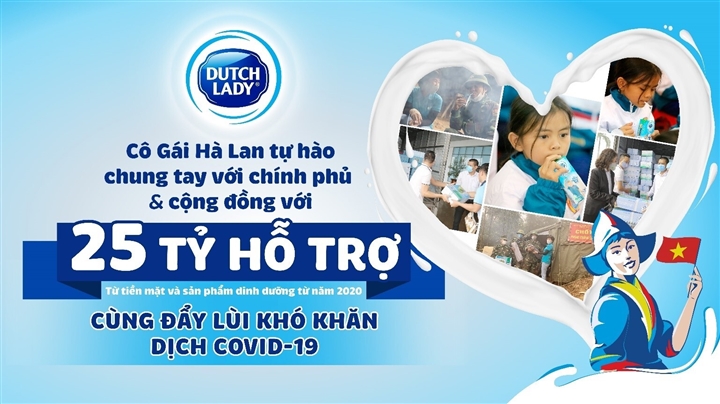 DUTCH
LADY
Cô Gái Hà Lan tự hào
chung tay với chính phủ
& cộng đồng với
25 TỶ HỖ TRỢ
Từ tiền mặt và sản phẩm dinh dưỡng từ năm 2020
CÙNG ĐẨY LÙI KHÓ KHĂN
DỊCH COVID-19